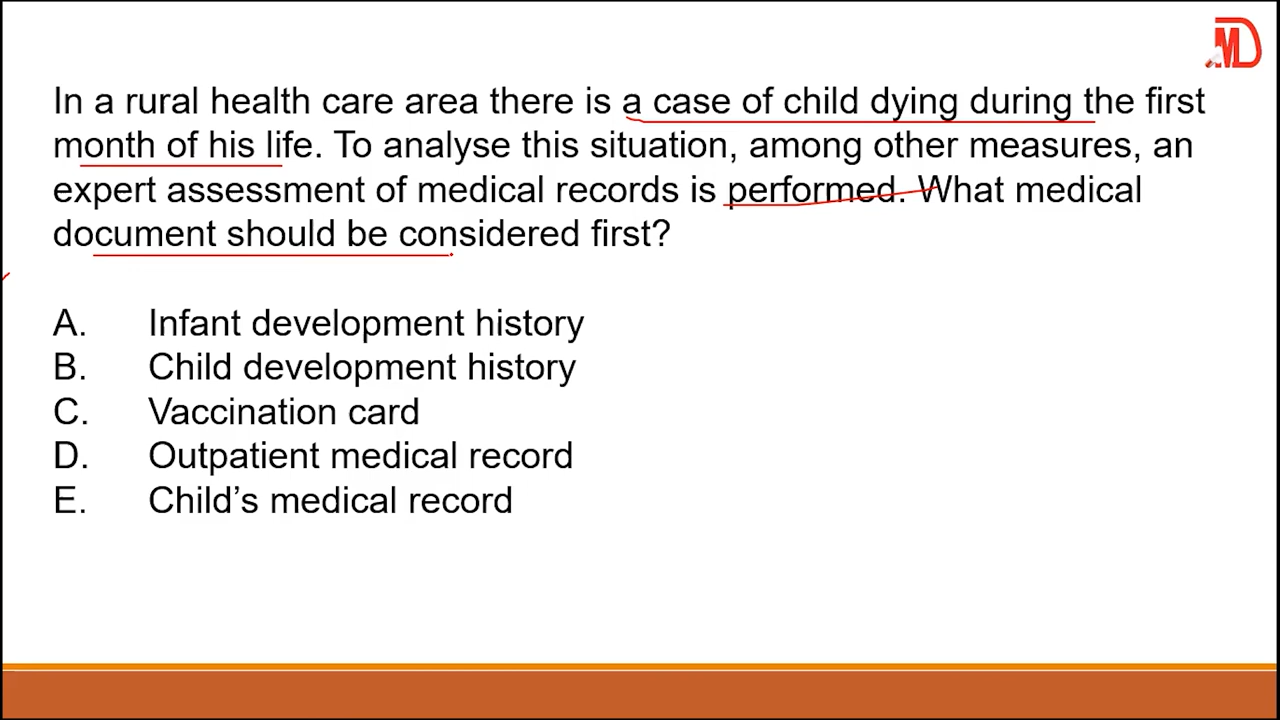 MD
In a rural health care area there is a case of child dying during the first
month of his life. To analyse this situation, among other measures, an
expert assessment of medical records is performed. What medical
document should be considered first?
A. Infant development history
B. Child development history
C. Vaccination card
D. Outpatient medical record
E. Child’s medical record